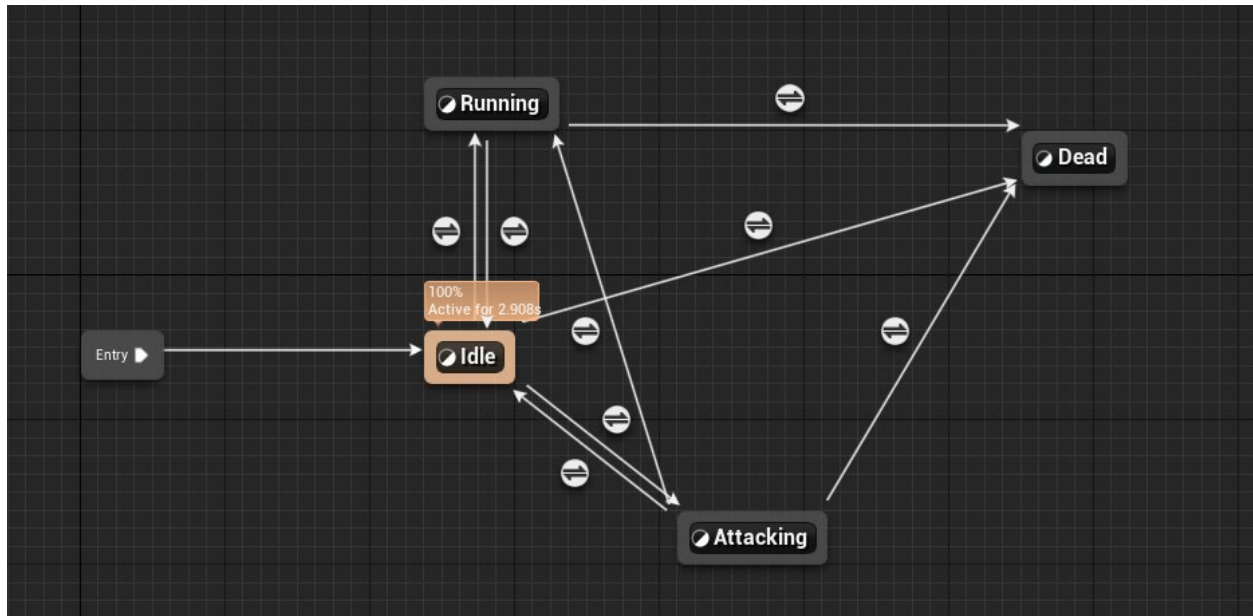 Running
Dead
100%
Active for 2.908s
Entry
Idle
Attacking